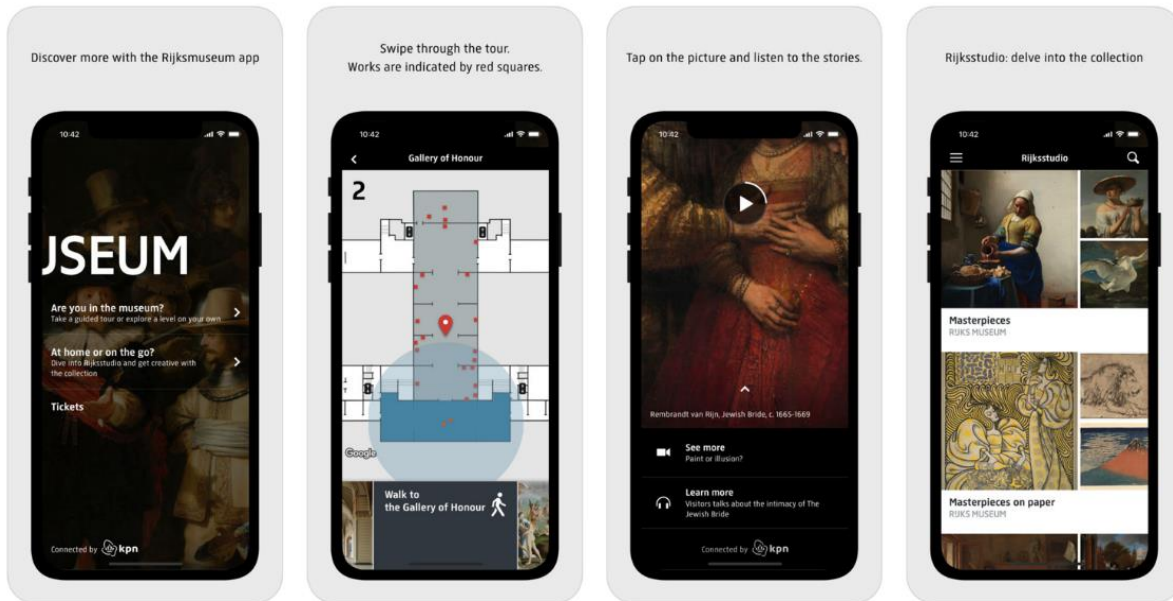 Discover more with the Rijksmuseum app
10:42
JSEUM
Are you in the museum?
Take a guided tour or explore a level on your own
At home or on the go?
Dive into Rijksstudio and get creative with
the collection
Tickets
Connected by kpn
Swipe through the tour.
Works are indicated by red squares.
10:42
Gallery of Honour
2
Google
Walk to
the Gallery of Honour
Tap on the picture and listen to the stories.
10:42
Rembrandt van Rijn, Jewish Bride, c. 1665-1669
See more
Paint or illusion?
Learn more
Visitors talks about the intimacy of The
Jewish Bride
Connected by kpn
Rijksstudio: delve into the collection
10:42
Rijksstudio
Masterpieces
RIJKS MUSEUM
Masterpieces on paper
RIJKS MUSEUM